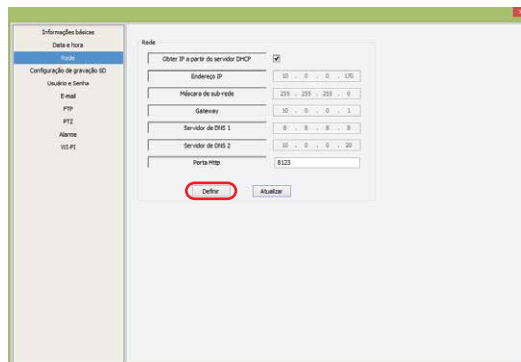 Informações básicas
Data e hora
Rede
Configuração de gravação SD
Usuário e Senha
E-mail
FTP
PTZ
Alarme
WI-FI
Rede
Obter IP a partir do servidor DHCP
Endereço IP 10 . 0 . 0 . 170
Máscara de sub-rede 255 . 255 . 255 . 0
Gateway 10 . 0 . 0 . 1
Servidor de DNS 1 8 . 8 . 8 . 8
Servidor de DNS 2 10 . 0 . 0 . 20
Porta Http 8123
Definir Atualizar